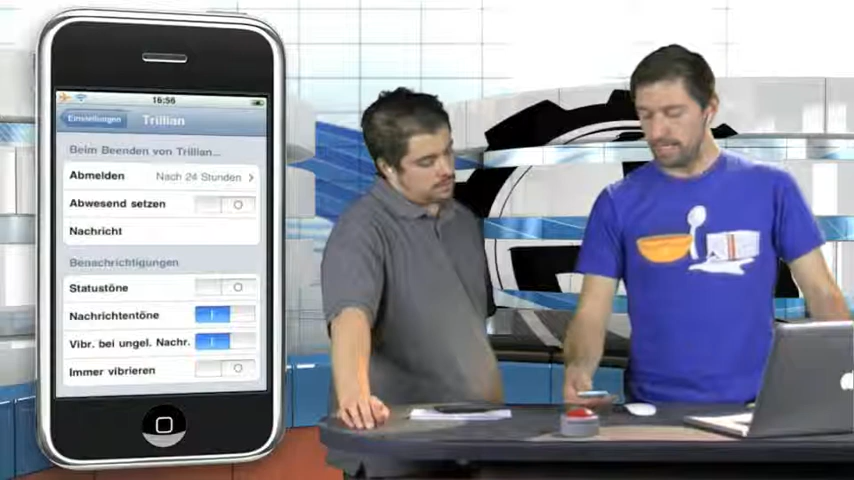 16:56
Einstellungen
Trillian
Beim Beenden von Trillian...
Abmelden Nach 24 Stunden
Abwesend setzen
Nachricht
Benachrichtigungen
Statustöne
Nachrichtentöne
Vibr. bei ungel. Nachr.
Immer vibrieren